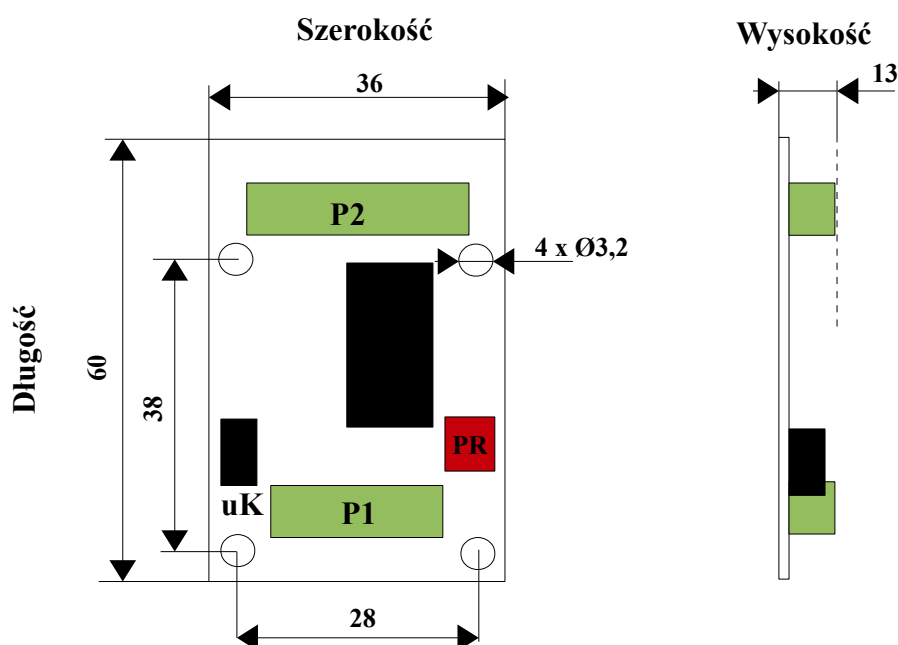 Szerokość
Wysokość
36
13
P2
4 x Ø3,2
Długość
60
38
PR
uK
P1
28